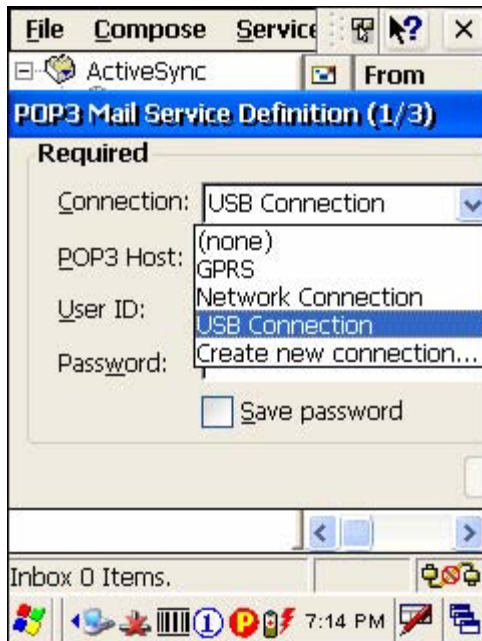 File Compose Service
ActiveSync From
POP3 Mail Service Definition (1/3)
Required
Connection: USB Connection
(none)
POP3 Host:
GPRS
Network Connection
User ID:
USB Connection
Create new connection...
Password:
Save password
Inbox 0 Items.
1 P 7:14 PM